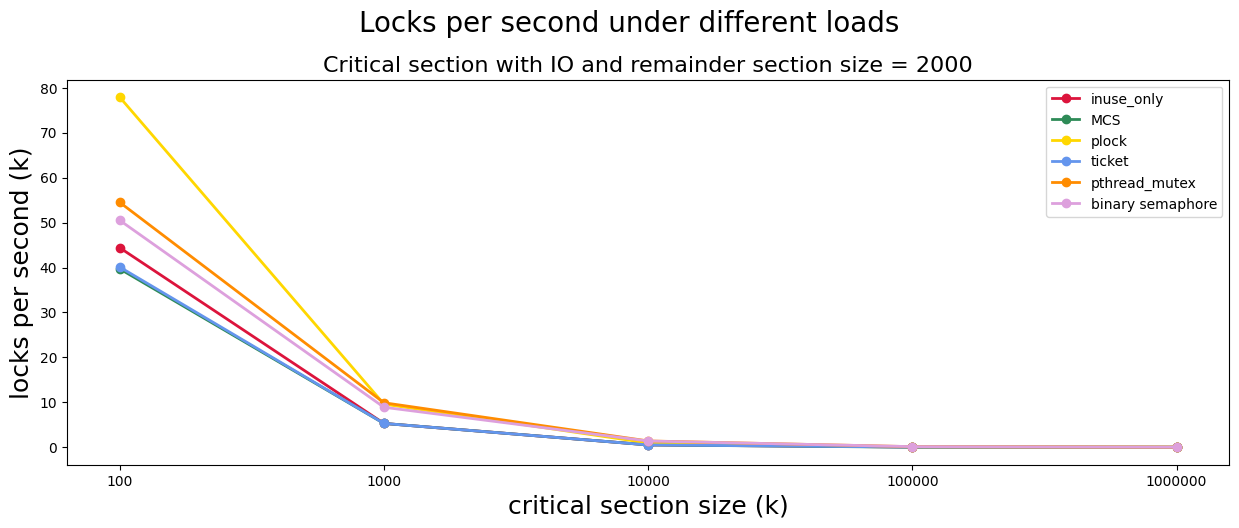 Locks per second under different loads
Critical section with IO and remainder section size = 2000
locks per second (k)
80
70
60
50
40
30
20
10
0
inuse_only
MCS
plock
ticket
pthread_mutex
binary semaphore
100 1000 10000 100000 1000000
critical section size (k)